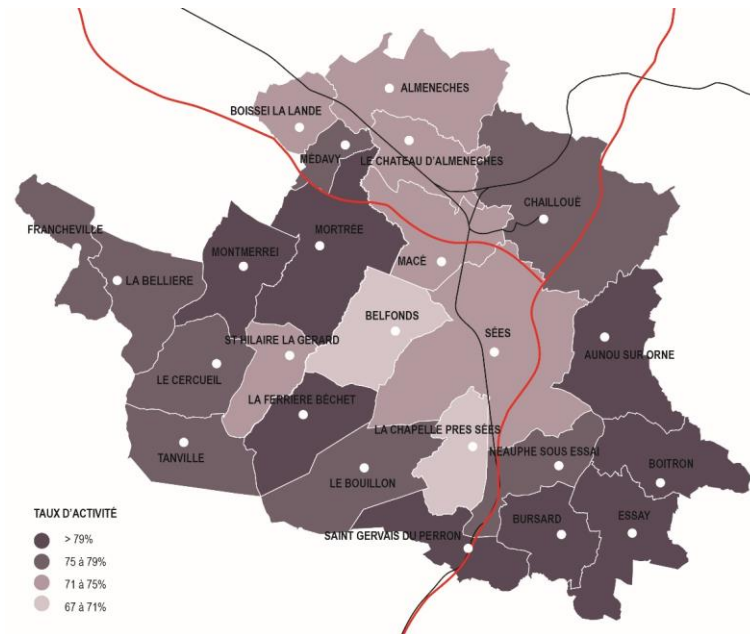 ALMENECHES
BOISSEI LA LANDE
MÉDAVY
LE CHATEAU D'ALMENECHES
CHAILLOUÉ
FRANCHEVILLE
MORTRÉE
MONTMERREI
MACÉ
LA BELLIERE
BELFONDS
SÉES
ST HILAIRE LA GERARD
AUNOU SUR ORNE
LE CERCUEIL
LA FERRIERE BÉCHET
LA CHAPELLE PRES SÉES
NEAUPHE SOUS ESSAI
TANVILLE
BOITRON
LE BOUILLON
ESSAY
BURSARD
SAINT GERVAIS DU PERRON
TAUX D'ACTIVITÉ
> 79%
75 à 79%
71 à 75%
67 à 71%